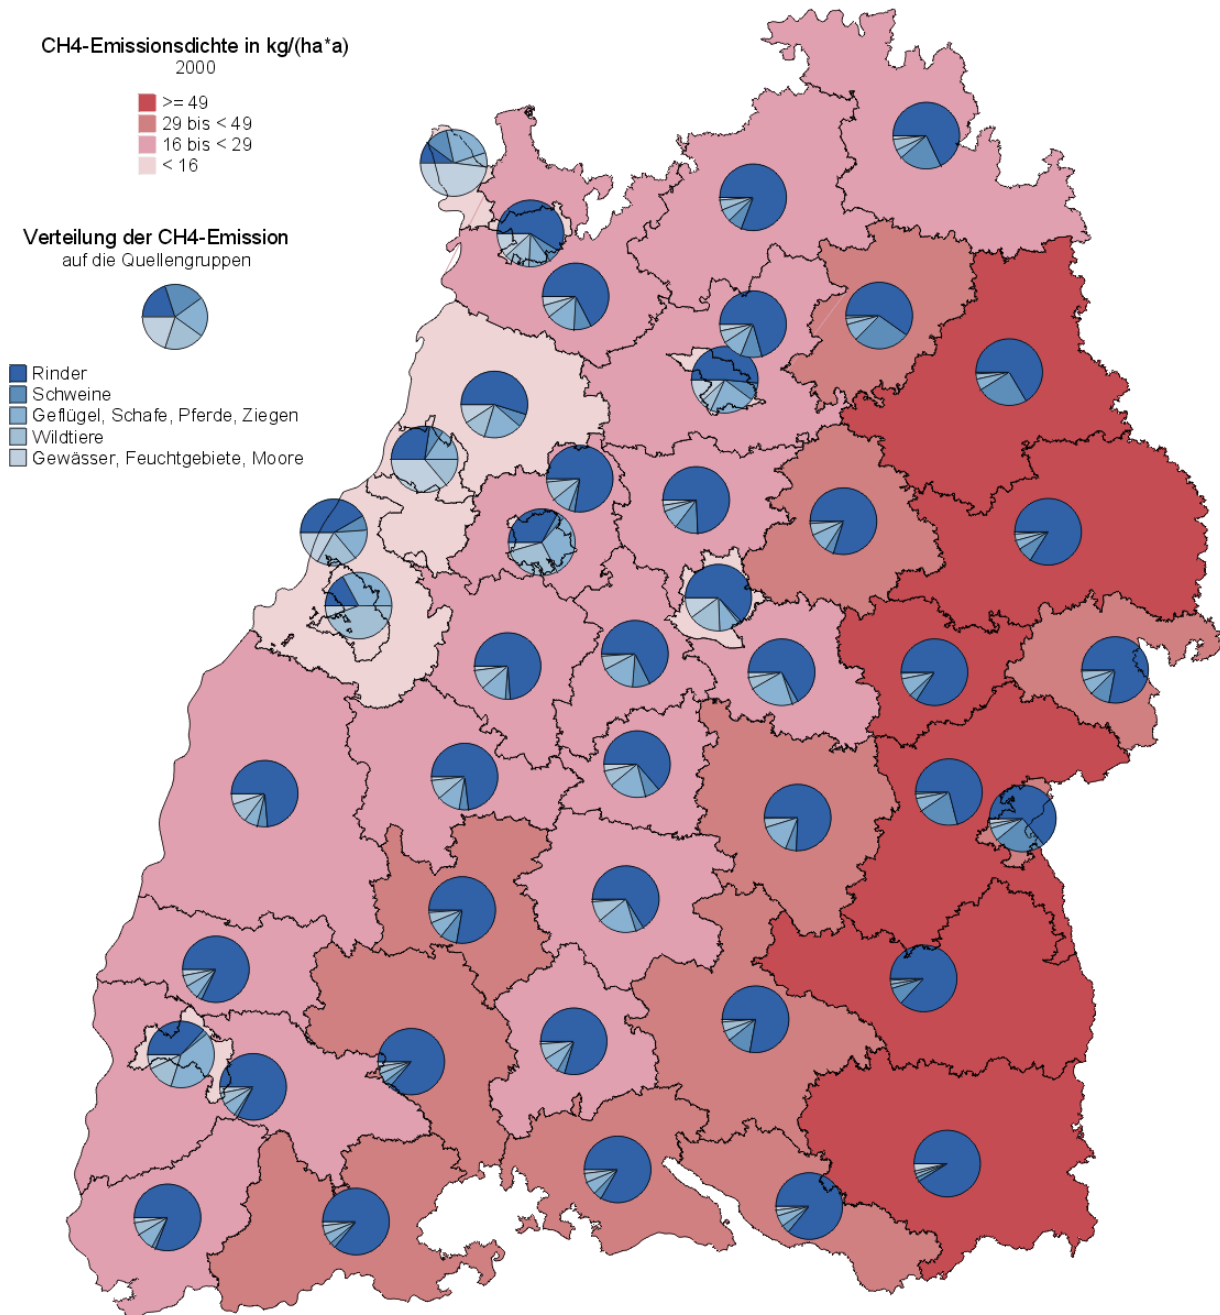 CH4-Emissionsdichte in kg/(ha*a)
2000
>= 49
29 bis < 49
16 bis < 29
< 16
Verteilung der CH4-Emission
auf die Quellengruppen
Rinder
Schweine
Geflügel, Schafe, Pferde, Ziegen
Wildtiere
Gewässer, Feuchtgebiete, Moore